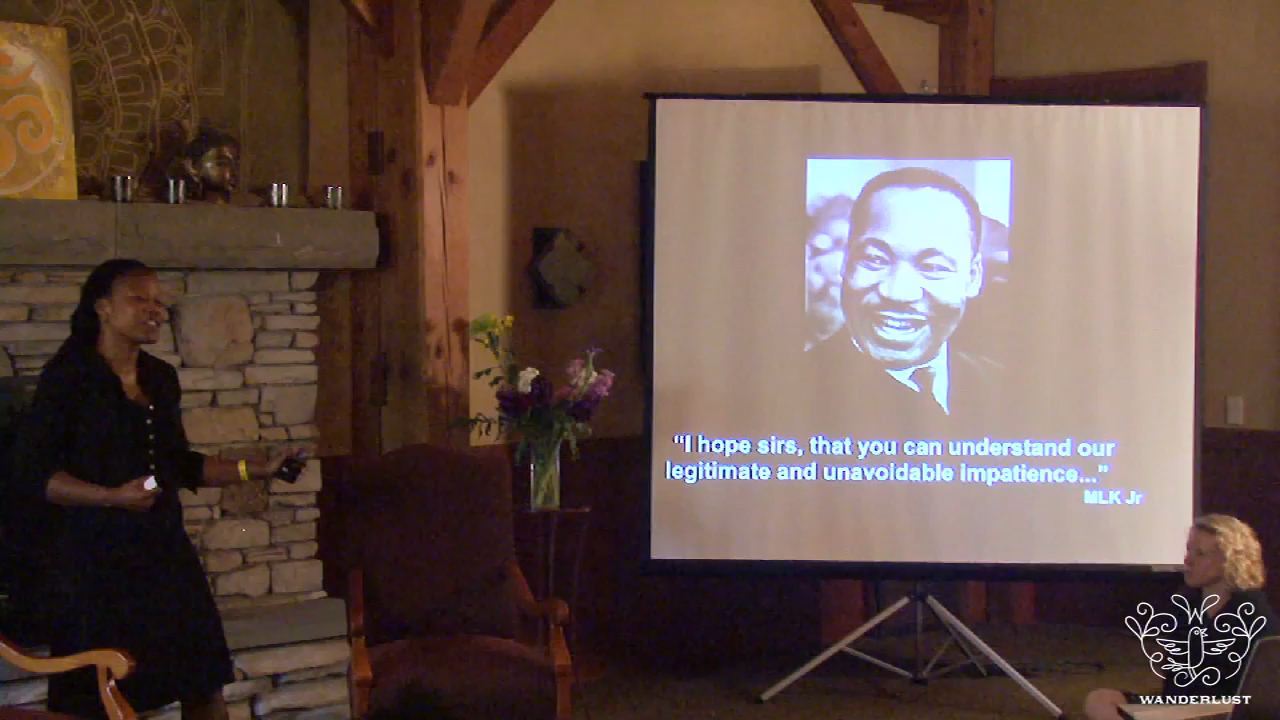 “I hope sirs, that you can understand our
legitimate and unavoidable impatience...”
MLK Jr
W
WANDERLUST